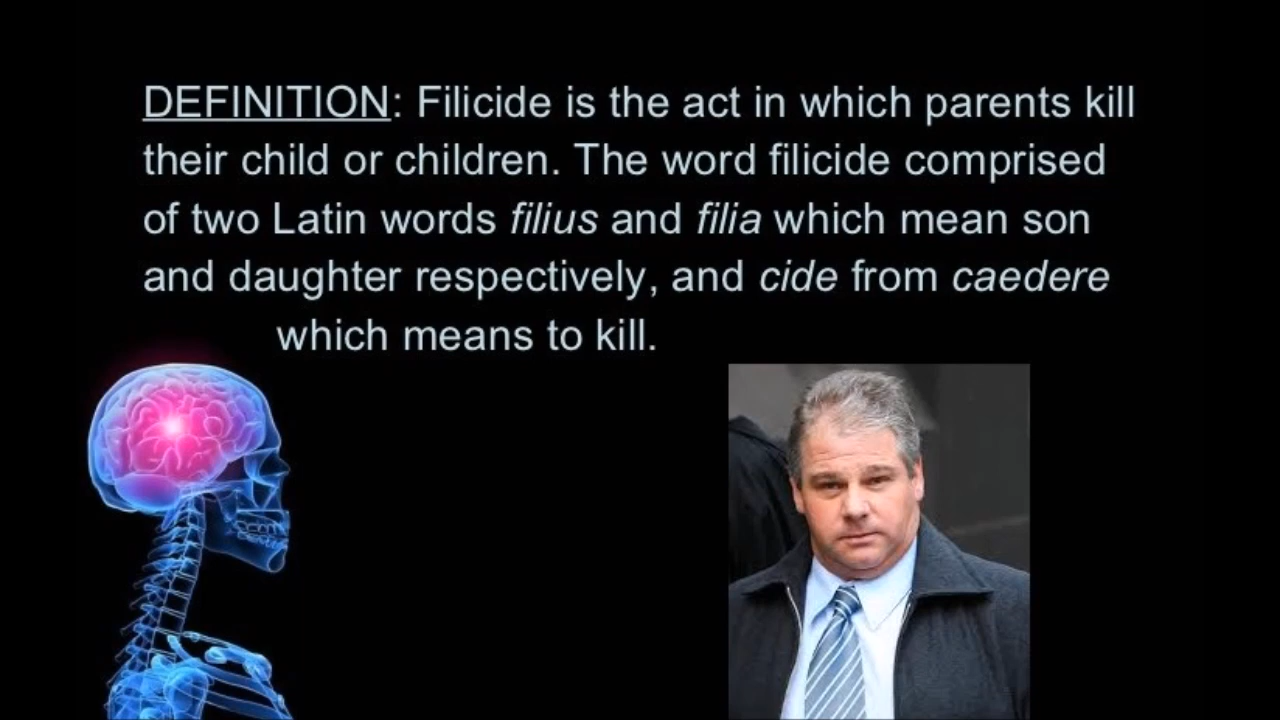 DEFINITION: Filicide is the act in which parents kill
their child or children. The word filicide comprised
of two Latin words filius and filia which mean son
and daughter respectively, and cide from caedere
which means to kill.